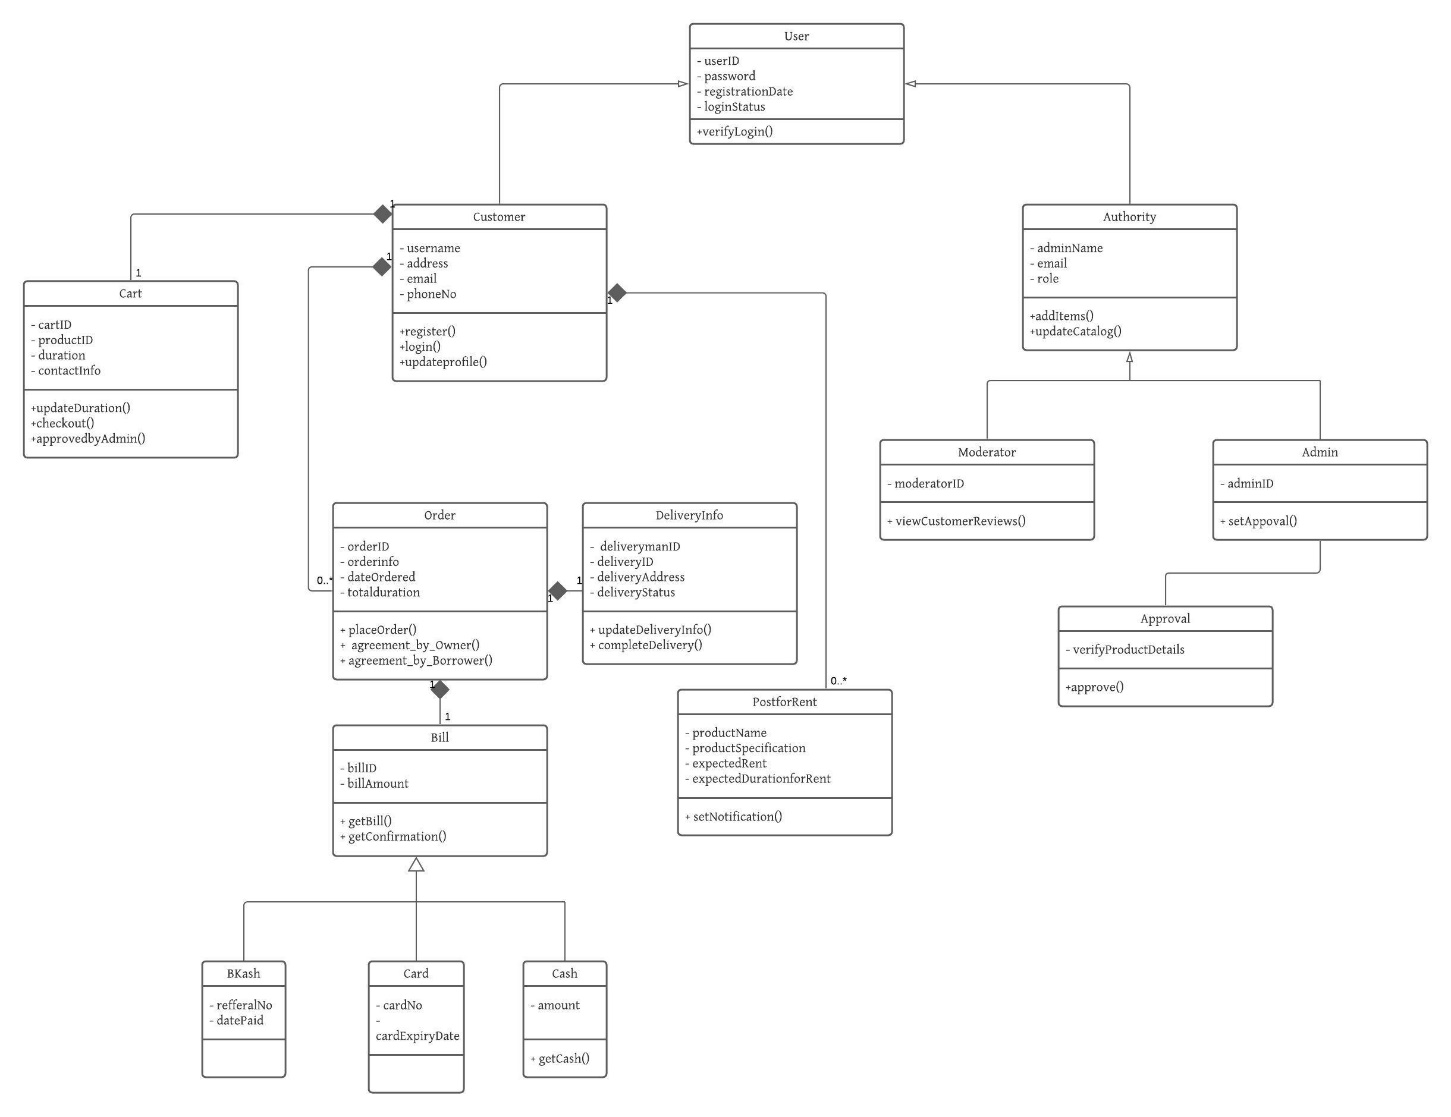 User
- userID
- password
- registrationDate
- loginStatus
+verifyLogin()
1
Customer
- username
- address
- email
- phoneNo
+register()
+login()
+updateprofile()
1
1
Authority
- adminName
- email
- role
+addItems()
+updateCatalog()
1
Cart
- cartID
- productID
- duration
- contactInfo
+updateDuration()
+checkout()
+approvedbyAdmin()
Moderator
- moderatorID
+ viewCustomerReviews()
Admin
- adminID
+ setAppoval()
0..*
Order
- orderID
- orderinfo
- dateOrdered
- totalduration
+ placeOrder()
+ agreement_by_Owner()
+ agreement_by_Borrower()
1
1
DeliveryInfo
- deliverymanID
- deliveryID
- deliveryAddress
- deliveryStatus
+ updateDeliveryInfo()
+ completeDelivery()
Approval
- verifyProductDetails
+approve()
1
1
0..*
PostforRent
- productName
- productSpecification
- expectedRent
- expectedDurationforRent
+ setNotification()
Bill
- billID
- billAmount
+ getBill()
+ getConfirmation()
BKash
- refferalNo
- datePaid
Card
- cardNo
-
cardExpiryDate
Cash
- amount
+ getCash()